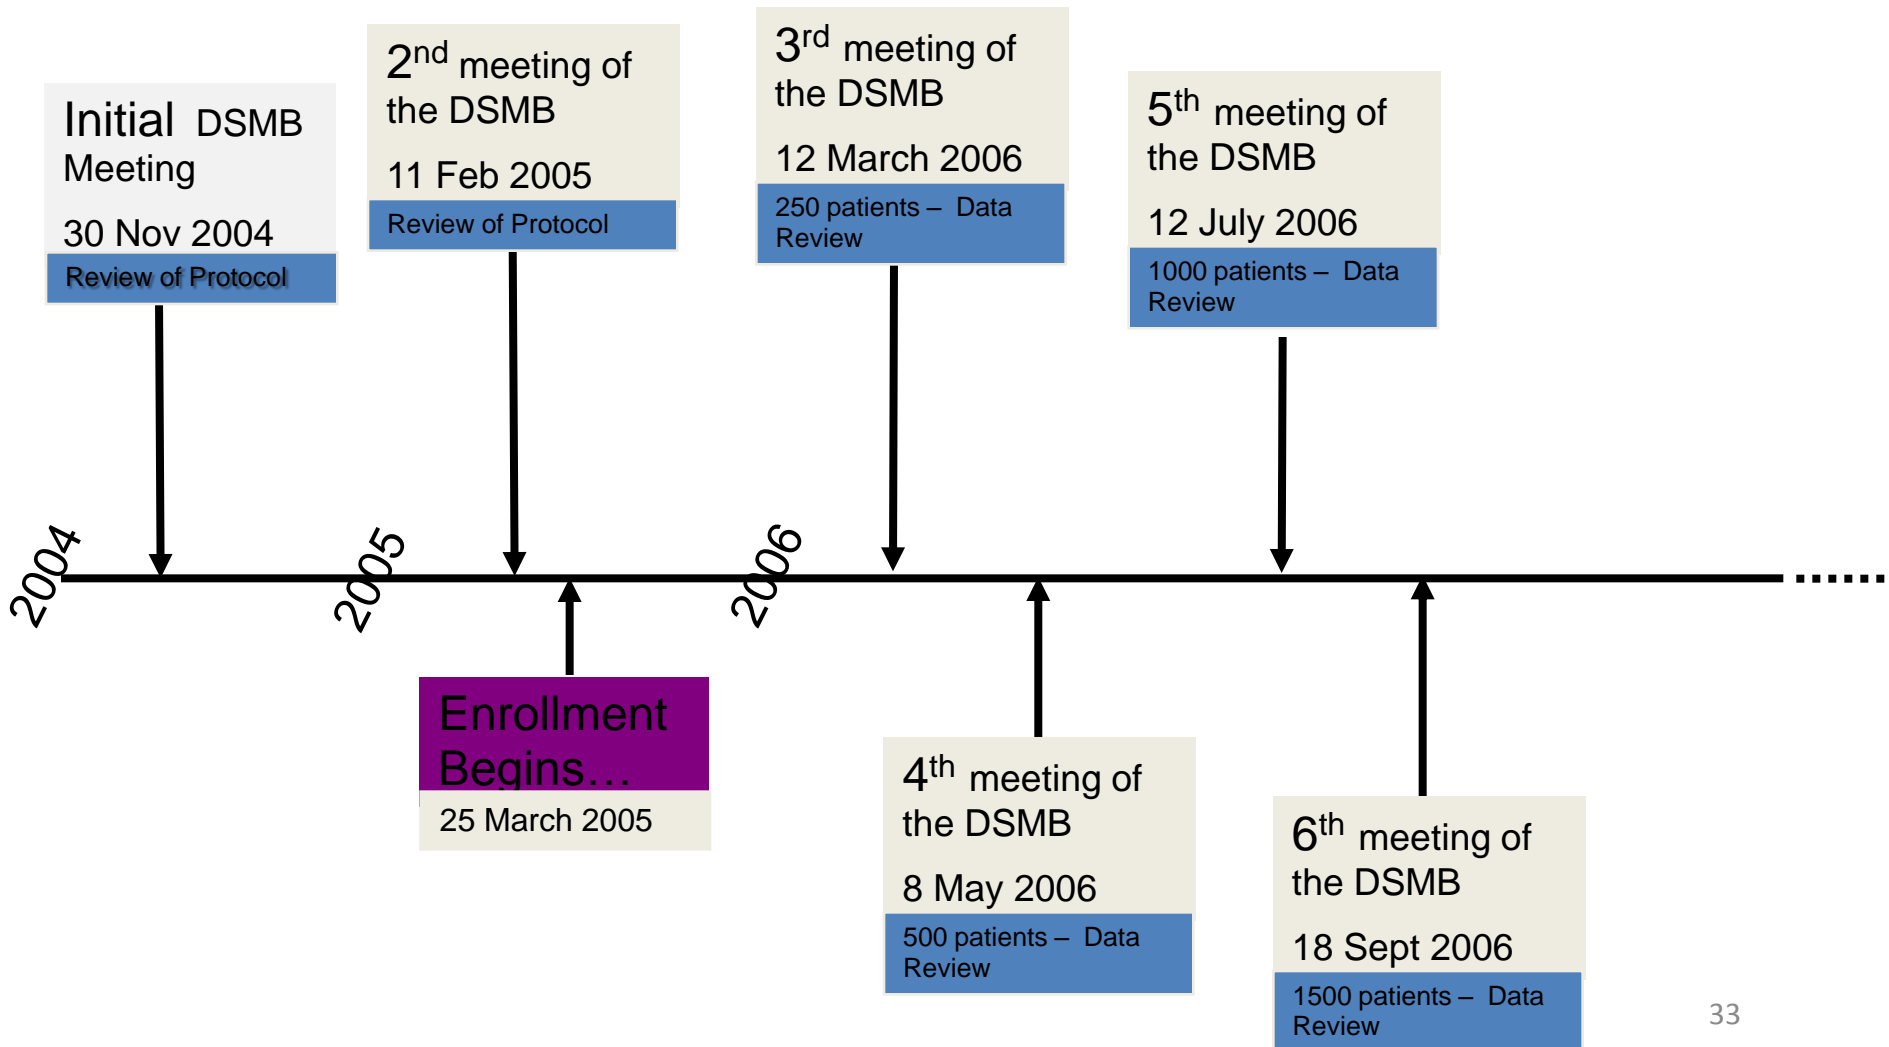 Initial DSMB
Meeting
30 Nov 2004
Review of Protocol
2nd meeting of
the DSMB
11 Feb 2005
Review of Protocol
3rd meeting of
the DSMB
12 March 2006
250 patients – Data
Review
5th meeting of
the DSMB
12 July 2006
1000 patients – Data
Review
2004
2005
2006
Enrollment
Begins…
25 March 2005
4th meeting of
the DSMB
8 May 2006
500 patients – Data
Review
6th meeting of
the DSMB
18 Sept 2006
1500 patients – Data
Review
33